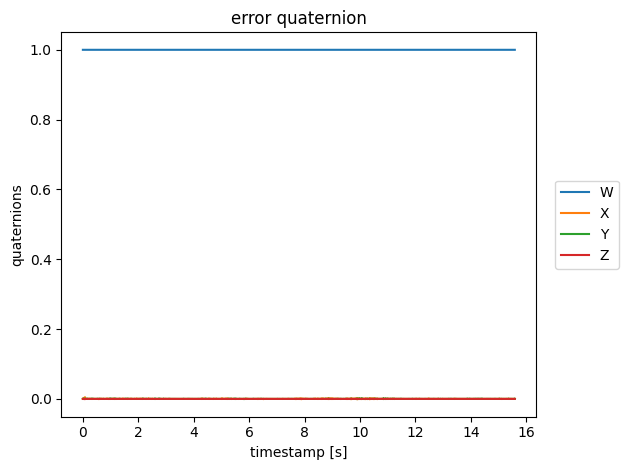 error quaternion
1.0
0.8
0.6
0.4
0.2
0.0
quaternions
0 2 4 6 8 10 12 14 16
timestamp [s]
W
X
Y
Z